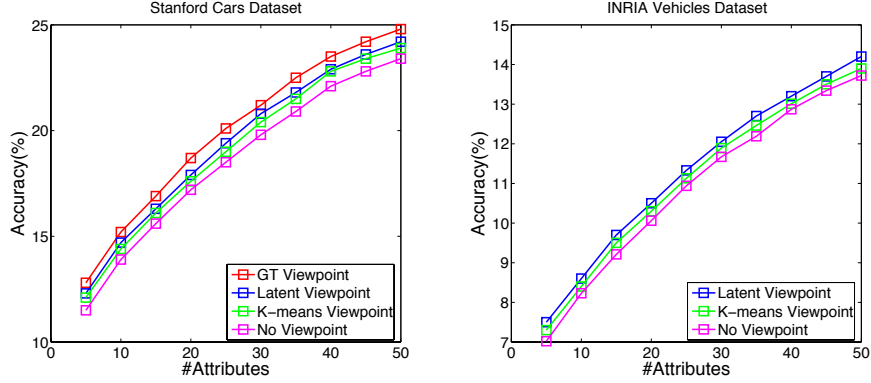 Stanford Cars Dataset
25
20
15
10
0 10 20 30 40 50
Accuracy(%)
#Attributes
GT Viewpoint
Latent Viewpoint
K-means Viewpoint
No Viewpoint
INRIA Vehicles Dataset
15
14
13
12
11
10
9
8
7
0 10 20 30 40 50
Accuracy(%)
#Attributes
Latent Viewpoint
K-means Viewpoint
No Viewpoint